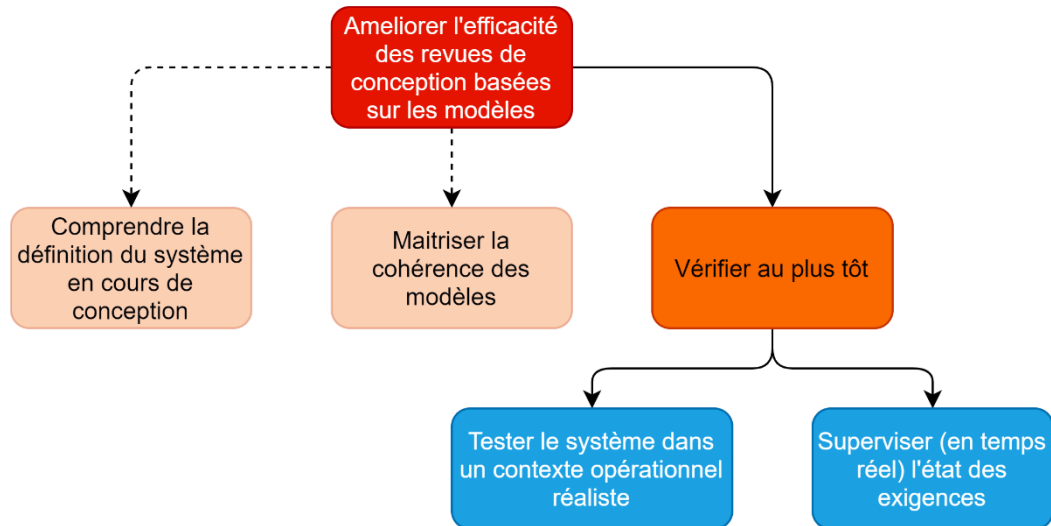 Ameliorer l'efficacité
des revues de
conception basées
sur les modèles
Comprendre la
définition du système
en cours de
conception
Maitriser la
cohérence des
modèles
Vérifier au plus tôt
Tester le système dans
un contexte opérationnel
réaliste
Superviser (en temps
réel) l'état des
exigences